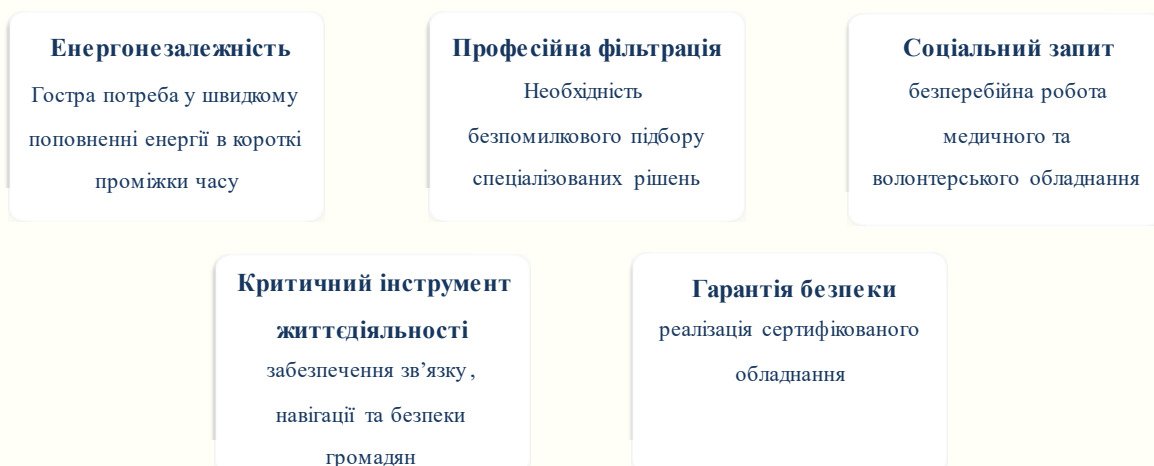 Енергонезалежність
Гостра потреба у швидкому
поповненні енергії в короткі
проміжки часу
Професійна фільтрація
Необхідність
безпомилкового підбору
спеціалізованих рішень
Соціальний запит
безперебійна робота
медичного та
волонтерського обладнання
Критичний інструмент
життєдіяльності
забезпечення зв’язку,
навігації та безпеки
громадян
Гарантія безпеки
реалізація сертифікованого
обладнання